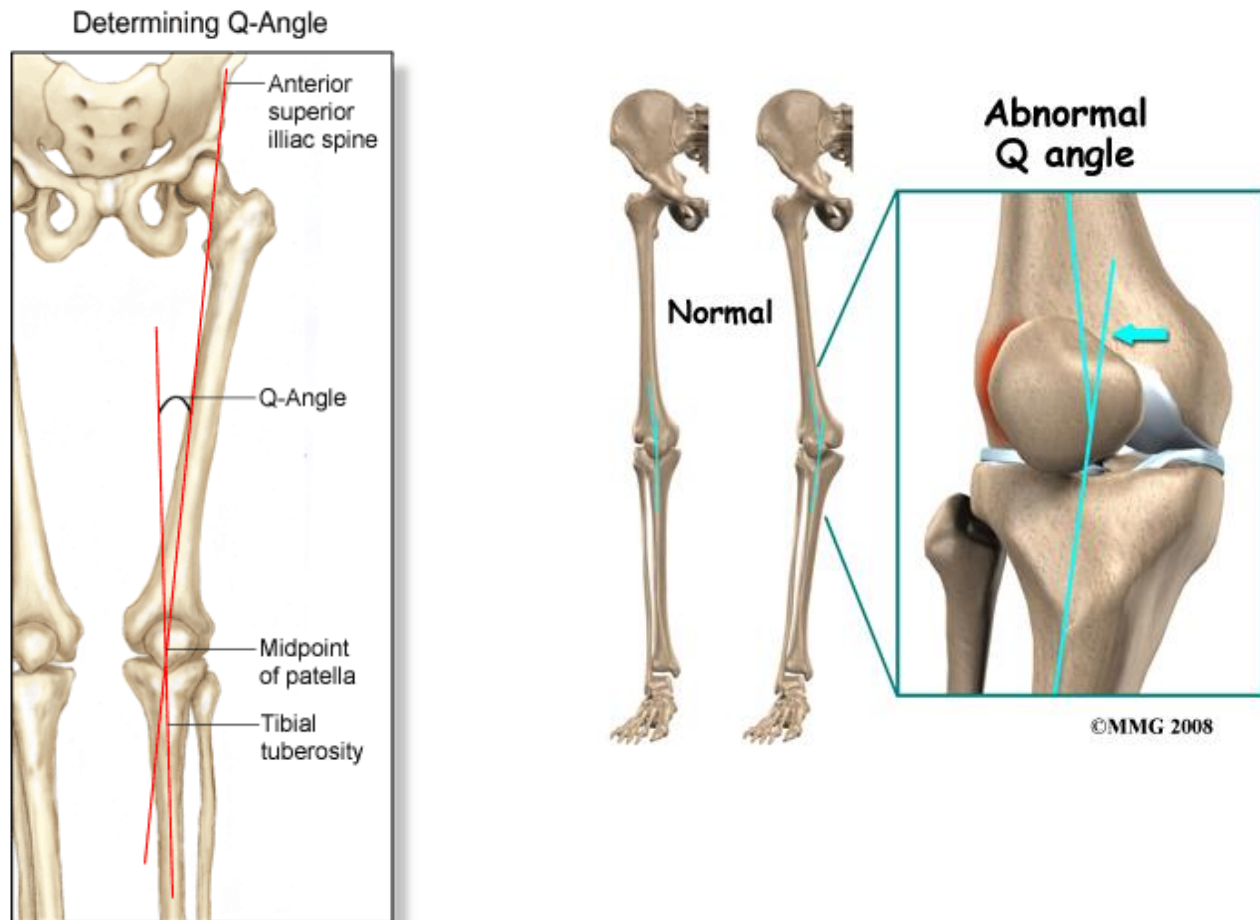 Determining Q-Angle
Anterior
superior
illiac spine
Q-Angle
Midpoint
of patella
Tibial
tuberosity
Normal
Abnormal
Q angle
©MMG 2008